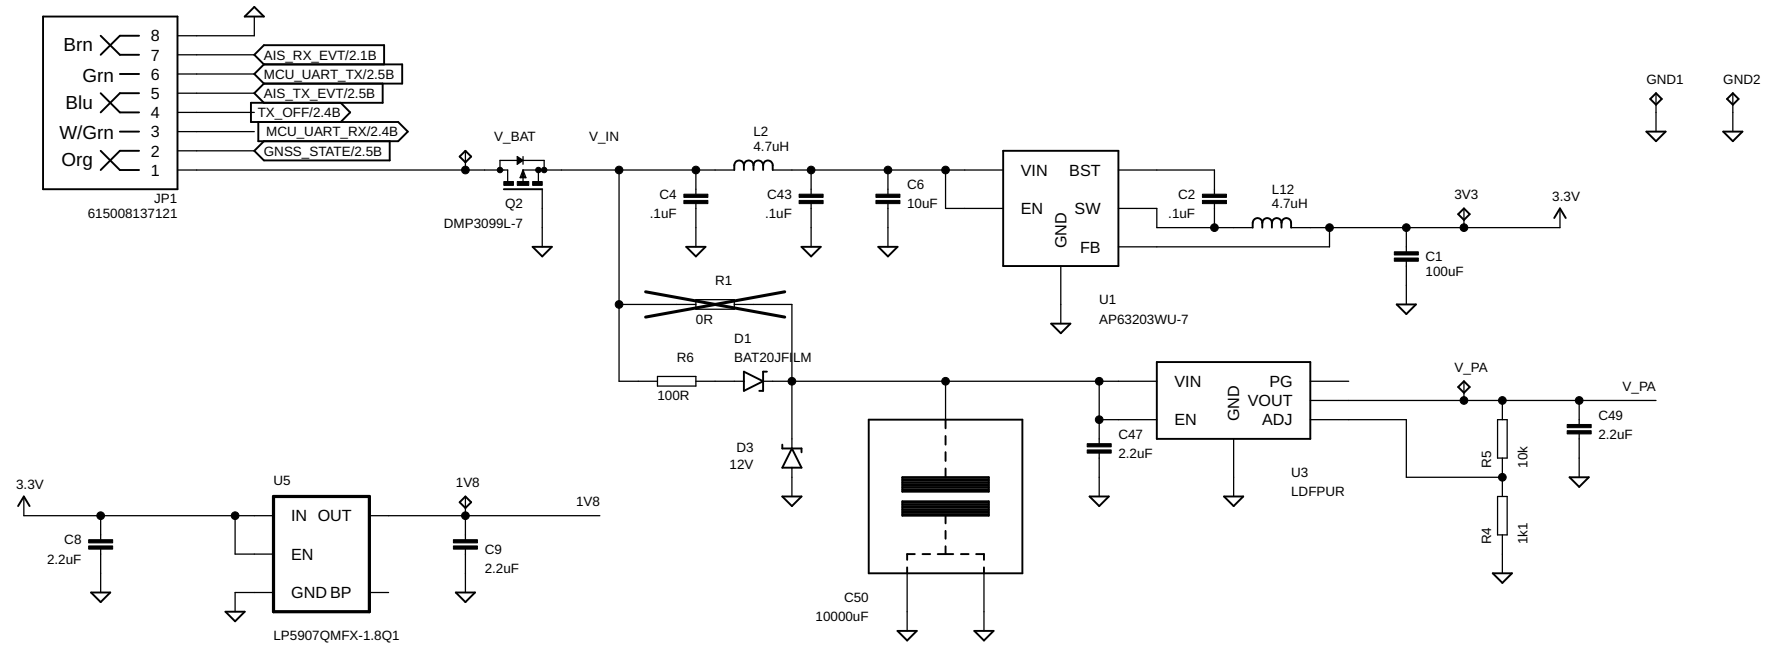 Brn
8
7
Grn
6
Blu
5
4
W/Grn
3
Org
2
1
JP1
615008137121
AIS_RX_EVT/2.1B
MCU_UART_TX/2.5B
AIS_TX_EVT/2.5B
TX_OFF/2.4B
MCU_UART_RX/2.4B
GNSS_STATE/2.5B
V_BAT
V_IN
Q2
DMP3099L-7
L2
4.7uH
C4
.1uF
C43
.1uF
C6
10uF
VIN BST
EN SW
GND
FB
U1
AP63203WU-7
C2
.1uF
L12
4.7uH
3V3
3.3V
C1
100uF
GND1
GND2
R1
0R
D1
BAT20JFILM
R6
100R
D3
12V
C47
2.2uF
VIN PG
GND
VOUT
EN ADJ
U3
LDFPUR
V_PA
V_PA
R5
10k
C49
2.2uF
R4
1k1
C50
10000uF
3.3V
C8
2.2uF
U5
IN OUT
EN
GND BP
LP5907QMFX-1.8Q1
1V8
1V8
C9
2.2uF